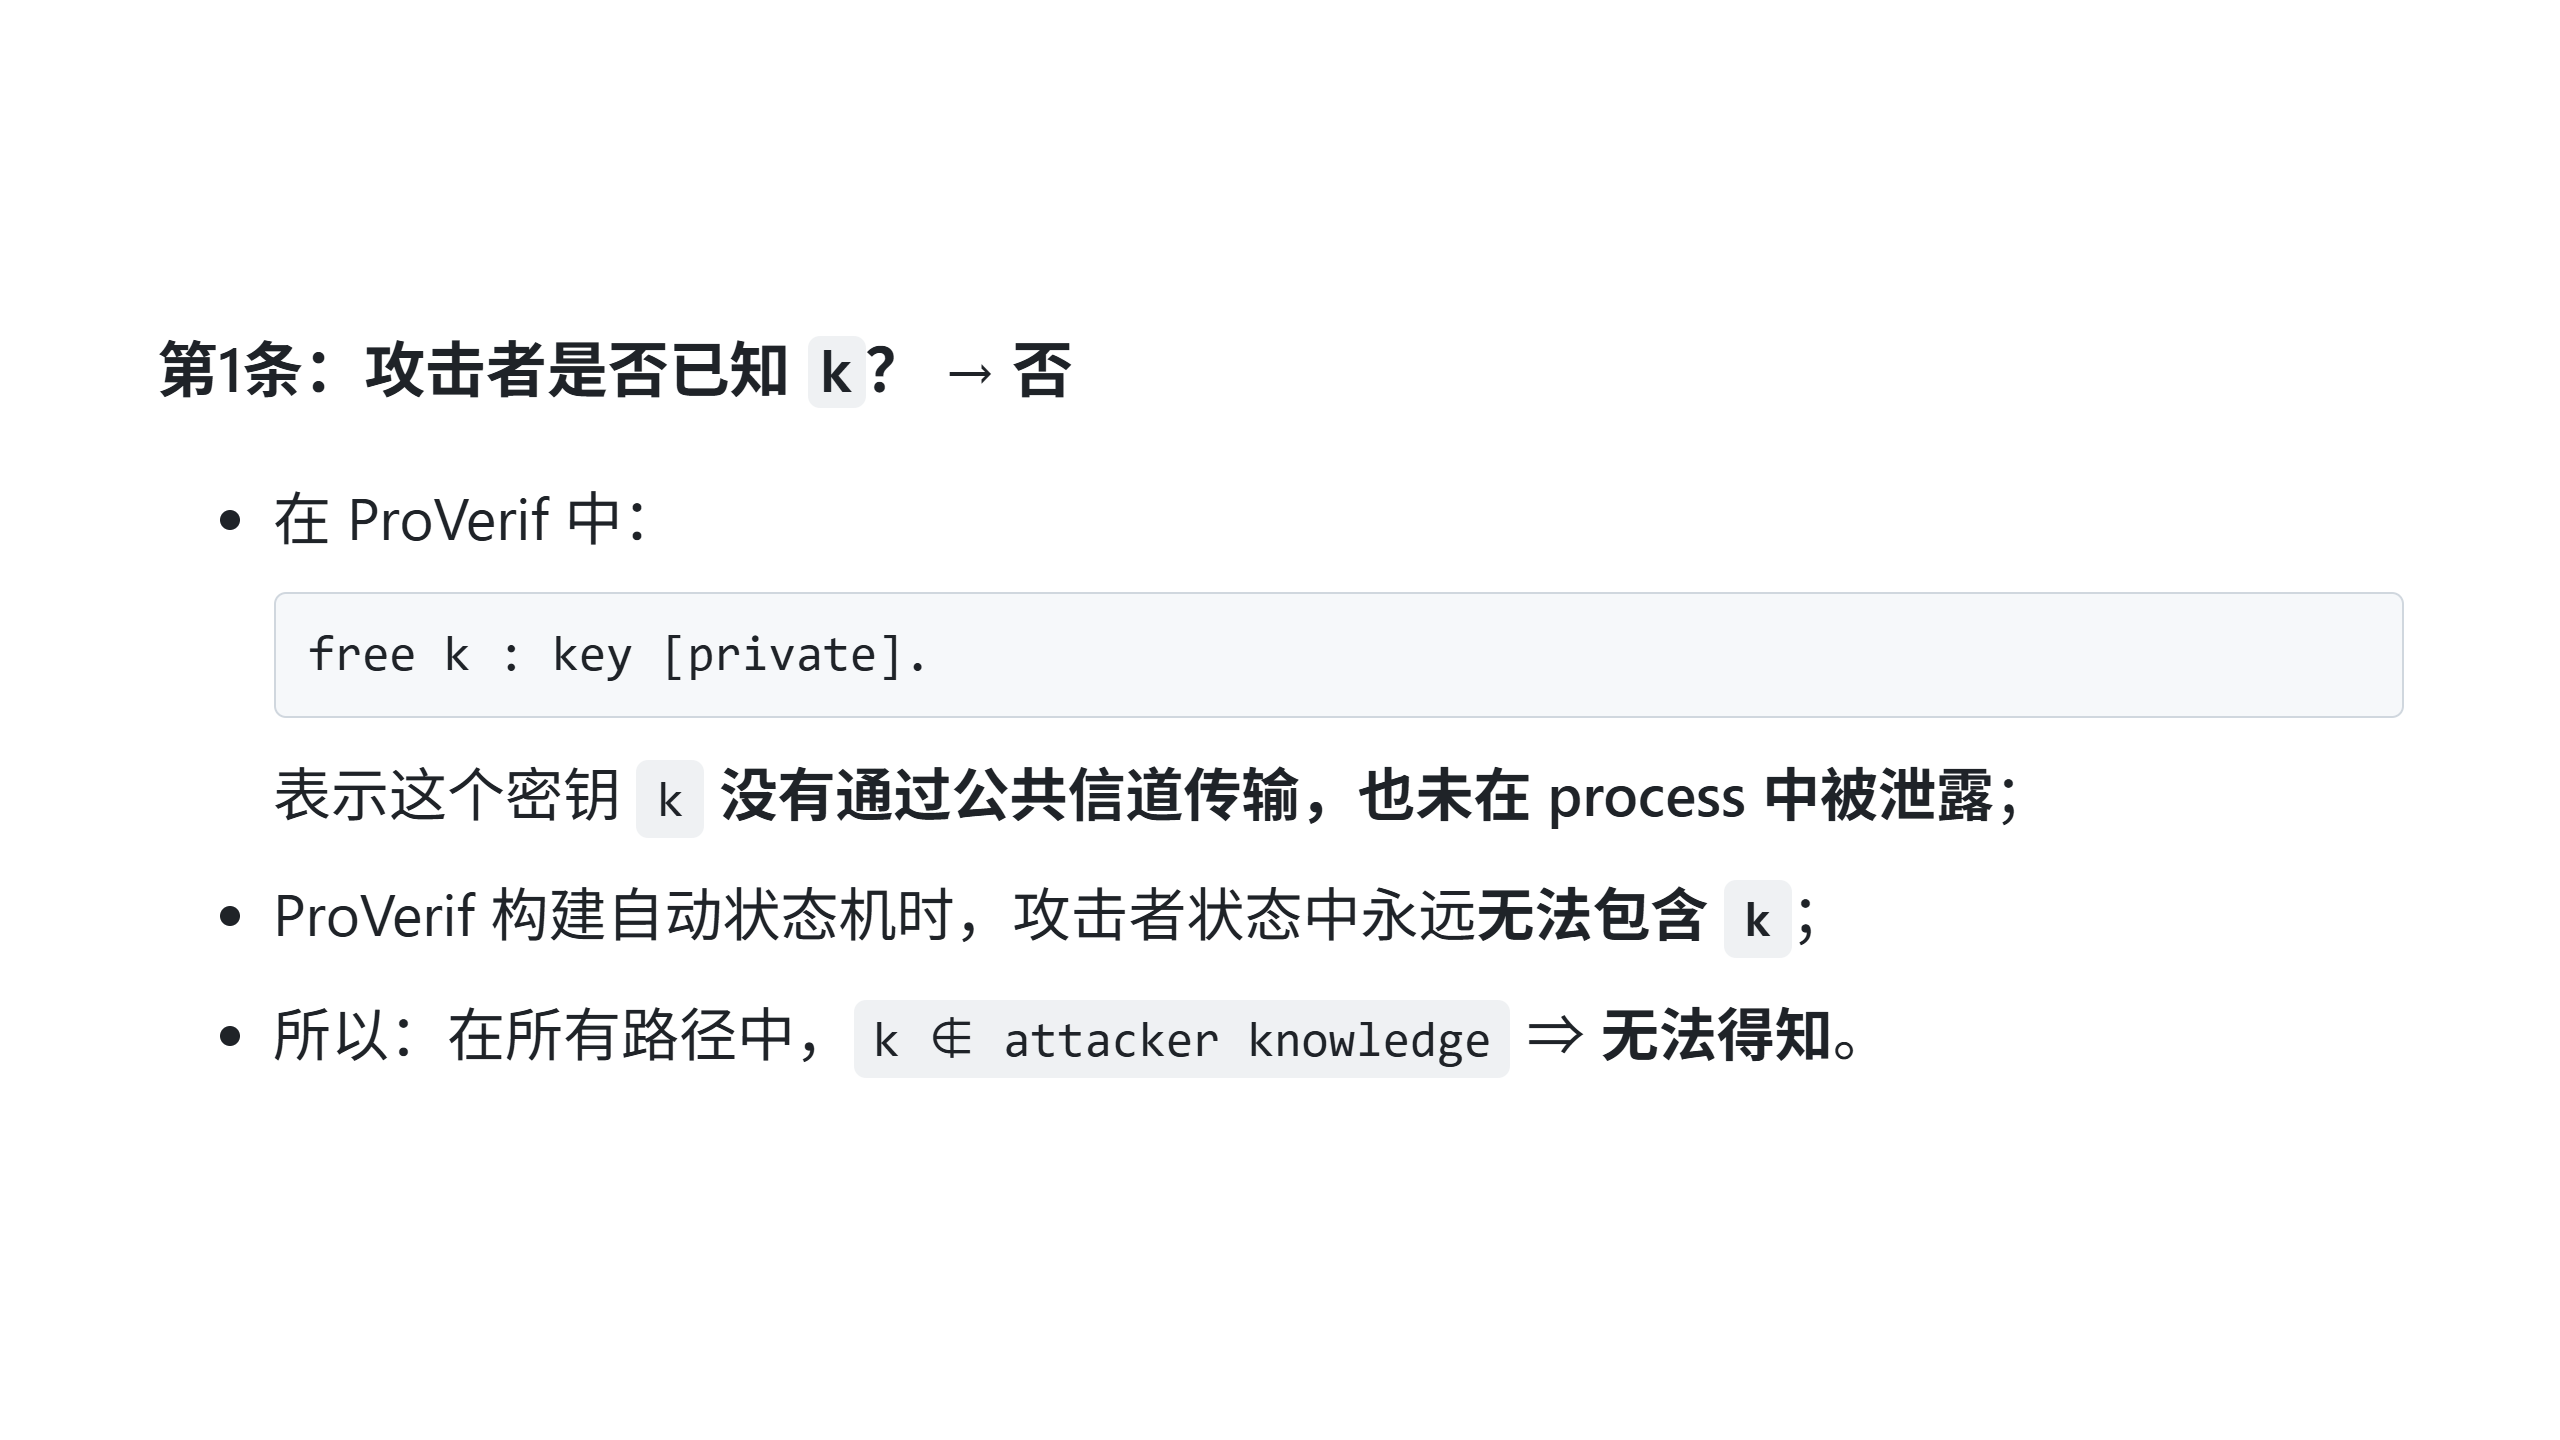 第1条：攻击者是否已知 k？ → 否
• 在 ProVerif 中：
free k : key [private].
表示这个密钥 k 没有通过公共信道传输，也未在 process 中被泄露；
• ProVerif 构建自动状态机时，攻击者状态中永远无法包含 k；
• 所以：在所有路径中，k ∉ attacker knowledge ⇒ 无法得知。